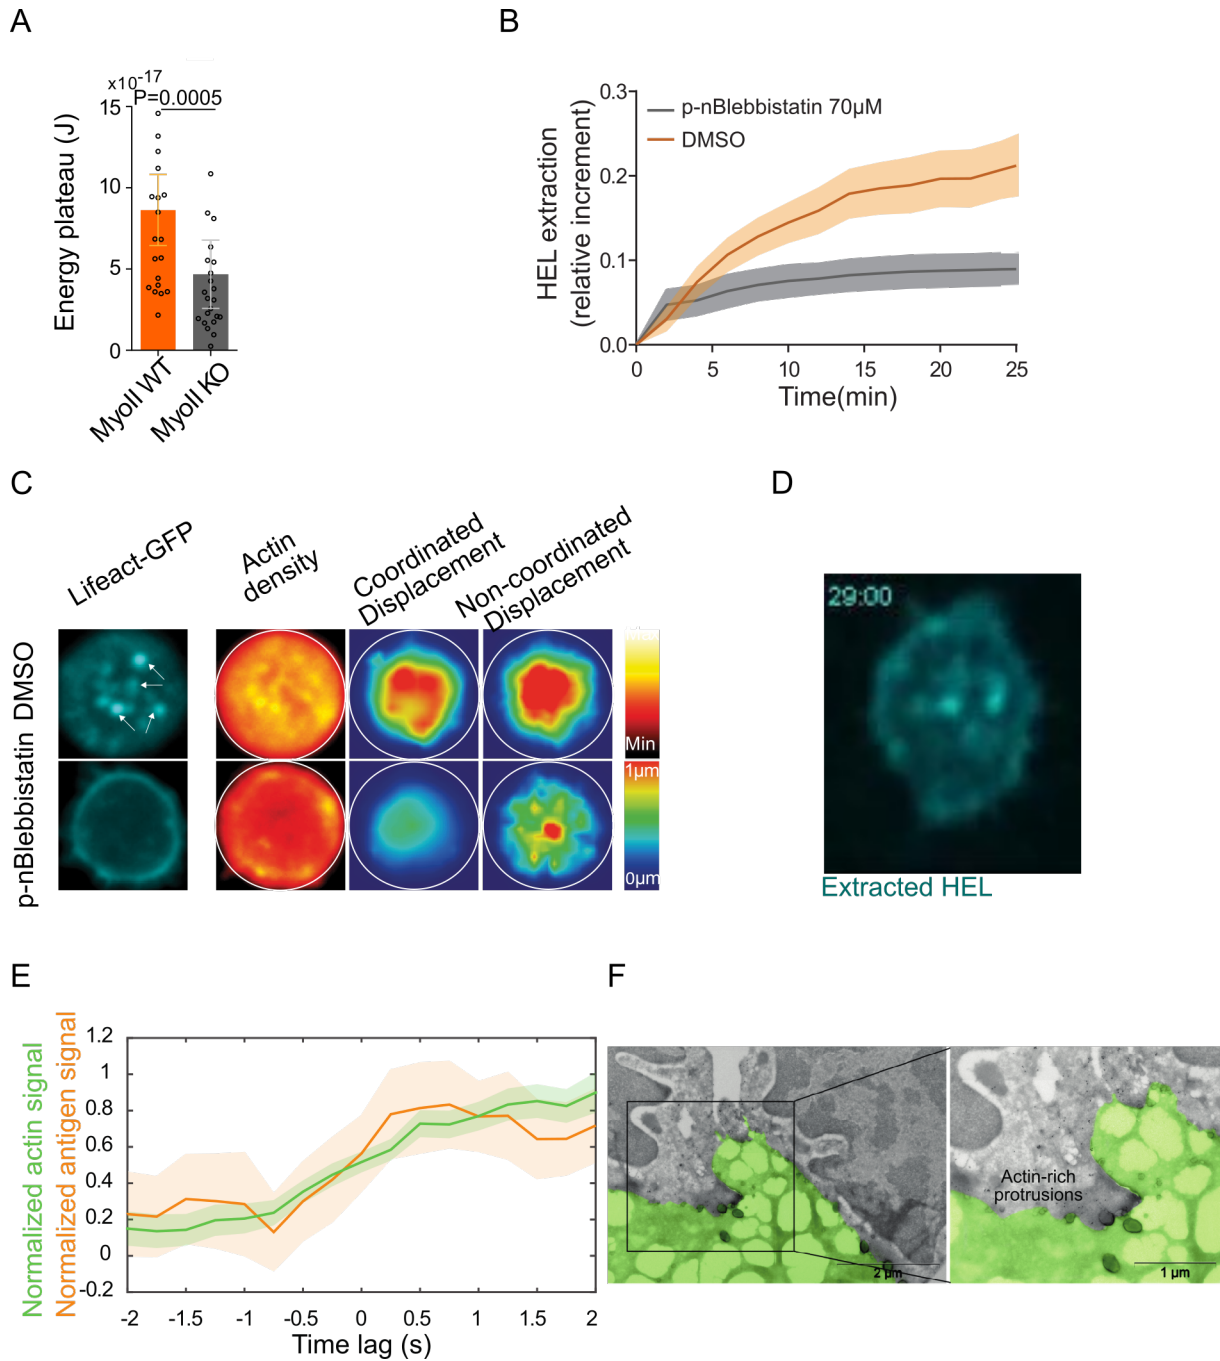 A
x10-17
P=0.0005
15
10
5
0
Energy plateau (J)
MyoII WT
MyoII KO
B
HEL extraction
(relative increment)
0.3
0.2
0.1
0.0
p-nBlebbistatin 70µM
DMSO
0
5
10
15
20
25
Time(min)
C
Lifeact-GFP
Actin
density
Coordinated
Displacement
Non-coordinated
Displacement
p-nBlebbistatin DMSO
Min
1µm
0µm
D
29:00
Extracted HEL
E
Normalized actin signal
Normalized antigen signal
1.2
1
0.8
0.6
0.4
0.2
0
-0.2
-2
-1.5
-1
-0.5
0
0.5
1
1.5
2
Time lag (s)
F
2 µm
Actin-rich
protrusions
1 µm